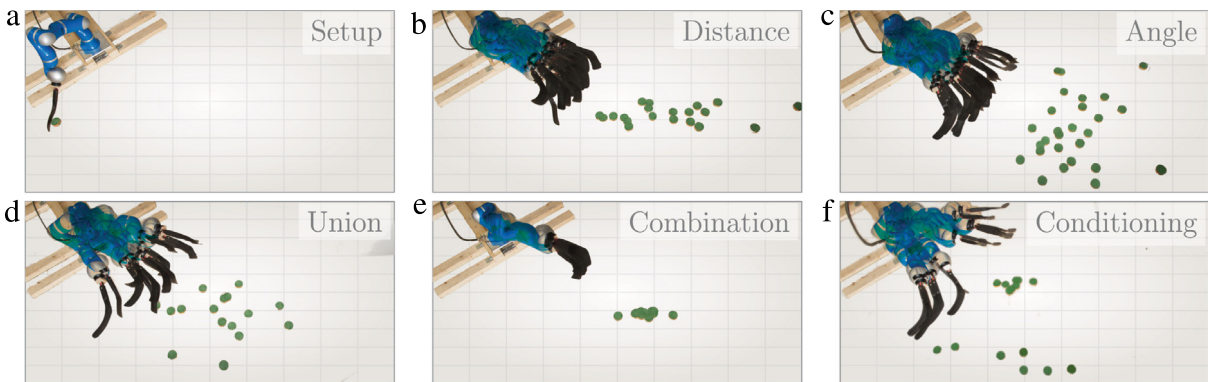 a Setup
b Distance
c Angle
d Union
e Combination
f Conditioning